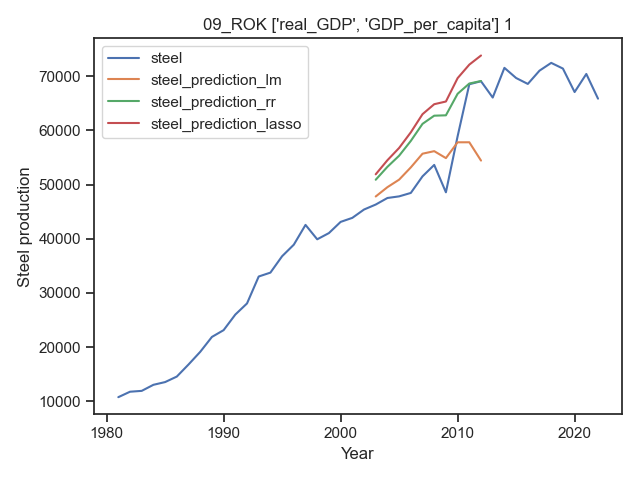 09_ROK ['real_GDP', 'GDP_per_capita'] 1
steel
steel_prediction_lm
steel_prediction_rr
steel_prediction_lasso
Steel production
70000
60000
50000
40000
30000
20000
10000
1980 1990 2000 2010 2020
Year